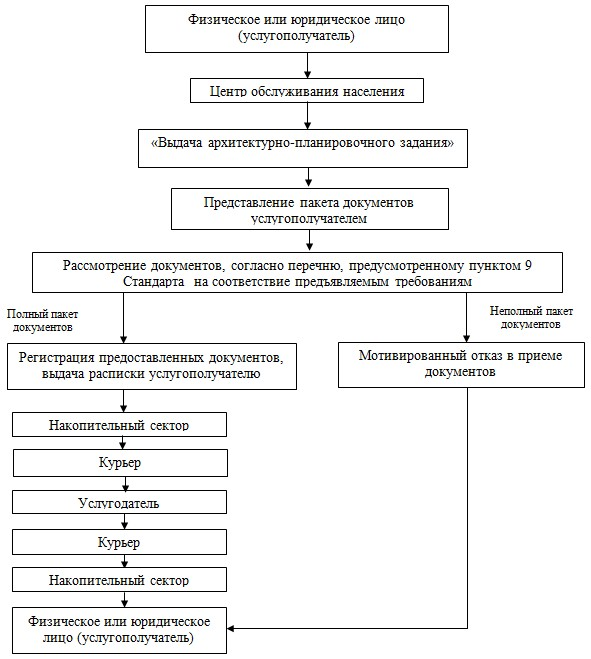 Физическое или юридическое лицо
(услугополучатель)
Центр обслуживания населения
«Выдача архитектурно-планировочного задания»
Представление пакета документов
услугополучателем
Рассмотрение документов, согласно перечню, предусмотренному пунктом 9
Стандарта на соответствие предъявляемым требованиям
Полный пакет
документов
Неполный пакет
документов
Регистрация предоставленных документов,
выдача расписки услугополучателю
Мотивированный отказ в приеме
документов
Накопительный сектор
Курьер
Услугодатель
Курьер
Накопительный сектор
Физическое или юридическое
лицо (услугополучатель)